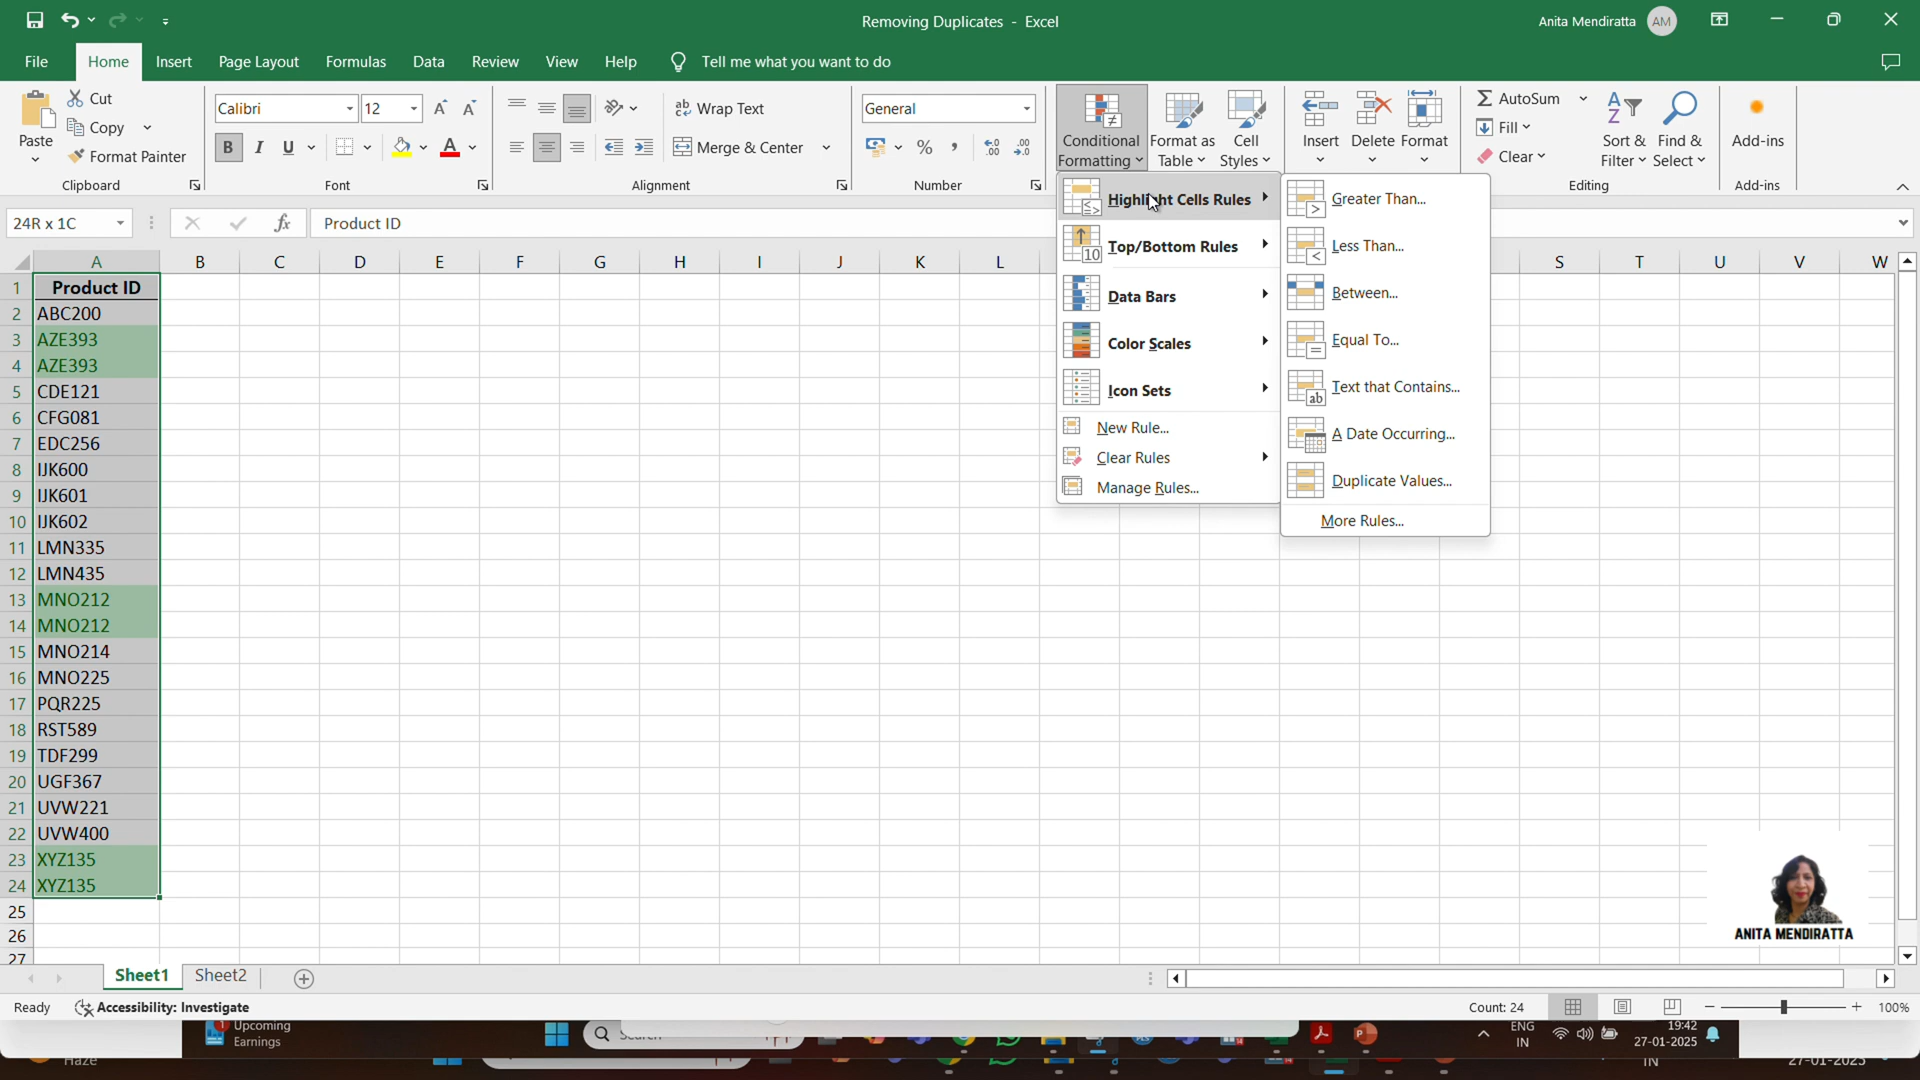 Removing Duplicates - Excel
Anita Mendiratta AM
File Home Insert Page Layout Formulas Data Review View Help Tell me what you want to do
Paste
Cut
Copy
Format Painter
Clipboard
Calibri 12
B I U A
Font
Wrap Text
Merge & Center
Alignment
General
Number
Conditional Formatting
Format as Table
Cell Styles
Insert
Delete
Format
AutoSum
Fill
Clear
Sort & Filter
Find & Select
Editing
Add-ins
Add-ins
24R x 1C fx Product ID
Highlight Cells Rules
Top/Bottom Rules
Data Bars
Color Scales
Icon Sets
New Rule...
Clear Rules
Manage Rules...
Greater Than...
Less Than...
Between...
Equal To...
Text that Contains...
A Date Occurring...
Duplicate Values...
More Rules...
A B C D E F G H I J K L S T U V W
1 Product ID
2 ABC200
3 AZE393
4 AZE393
5 CDE121
6 CFG081
7 EDC256
8 IJK600
9 IJK601
10 IJK602
11 LMN335
12 LMN435
13 MNO212
14 MNO212
15 MNO214
16 MNO225
17 PQR225
18 RST589
19 TDF299
20 UGF367
21 UVW221
22 UVW400
23 XYZ135
24 XYZ135
25
26
27
ANITA MENDIRATTA
Sheet1 Sheet2
Ready Accessibility: Investigate Count: 24 100%
Upcoming
Earnings
ENG
IN
19:42
27-01-2025